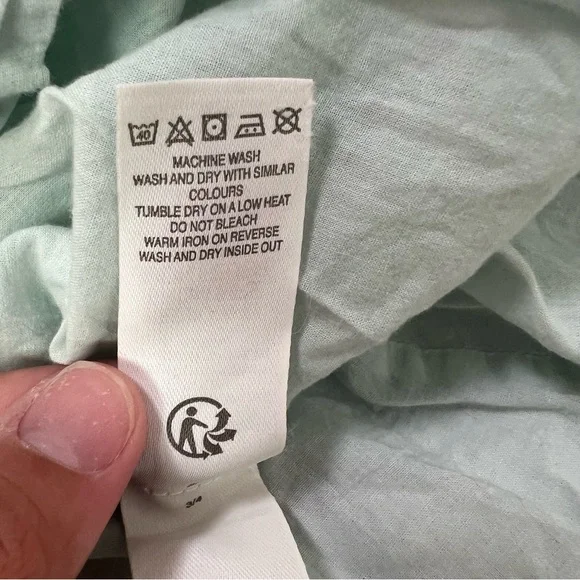 40
MACHINE WASH
WASH AND DRY WITH SIMILAR
COLOURS
TUMBLE DRY ON A LOW HEAT
DO NOT BLEACH
WARM IRON ON REVERSE
WASH AND DRY INSIDE OUT
3/4